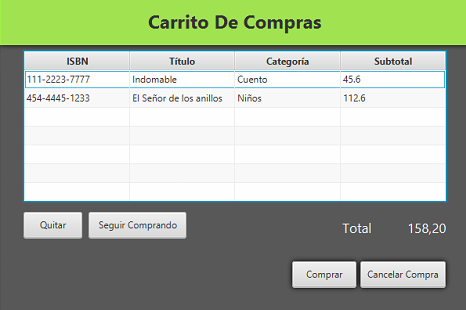 Carrito De Compras
ISBN Título Categoría Subtotal
111-2223-7777 Indomable Cuento 45.6
454-4445-1233 El Señor de los anillos Niños 112.6
Quitar Seguir Comprando Total 158,20
Comprar Cancelar Compra